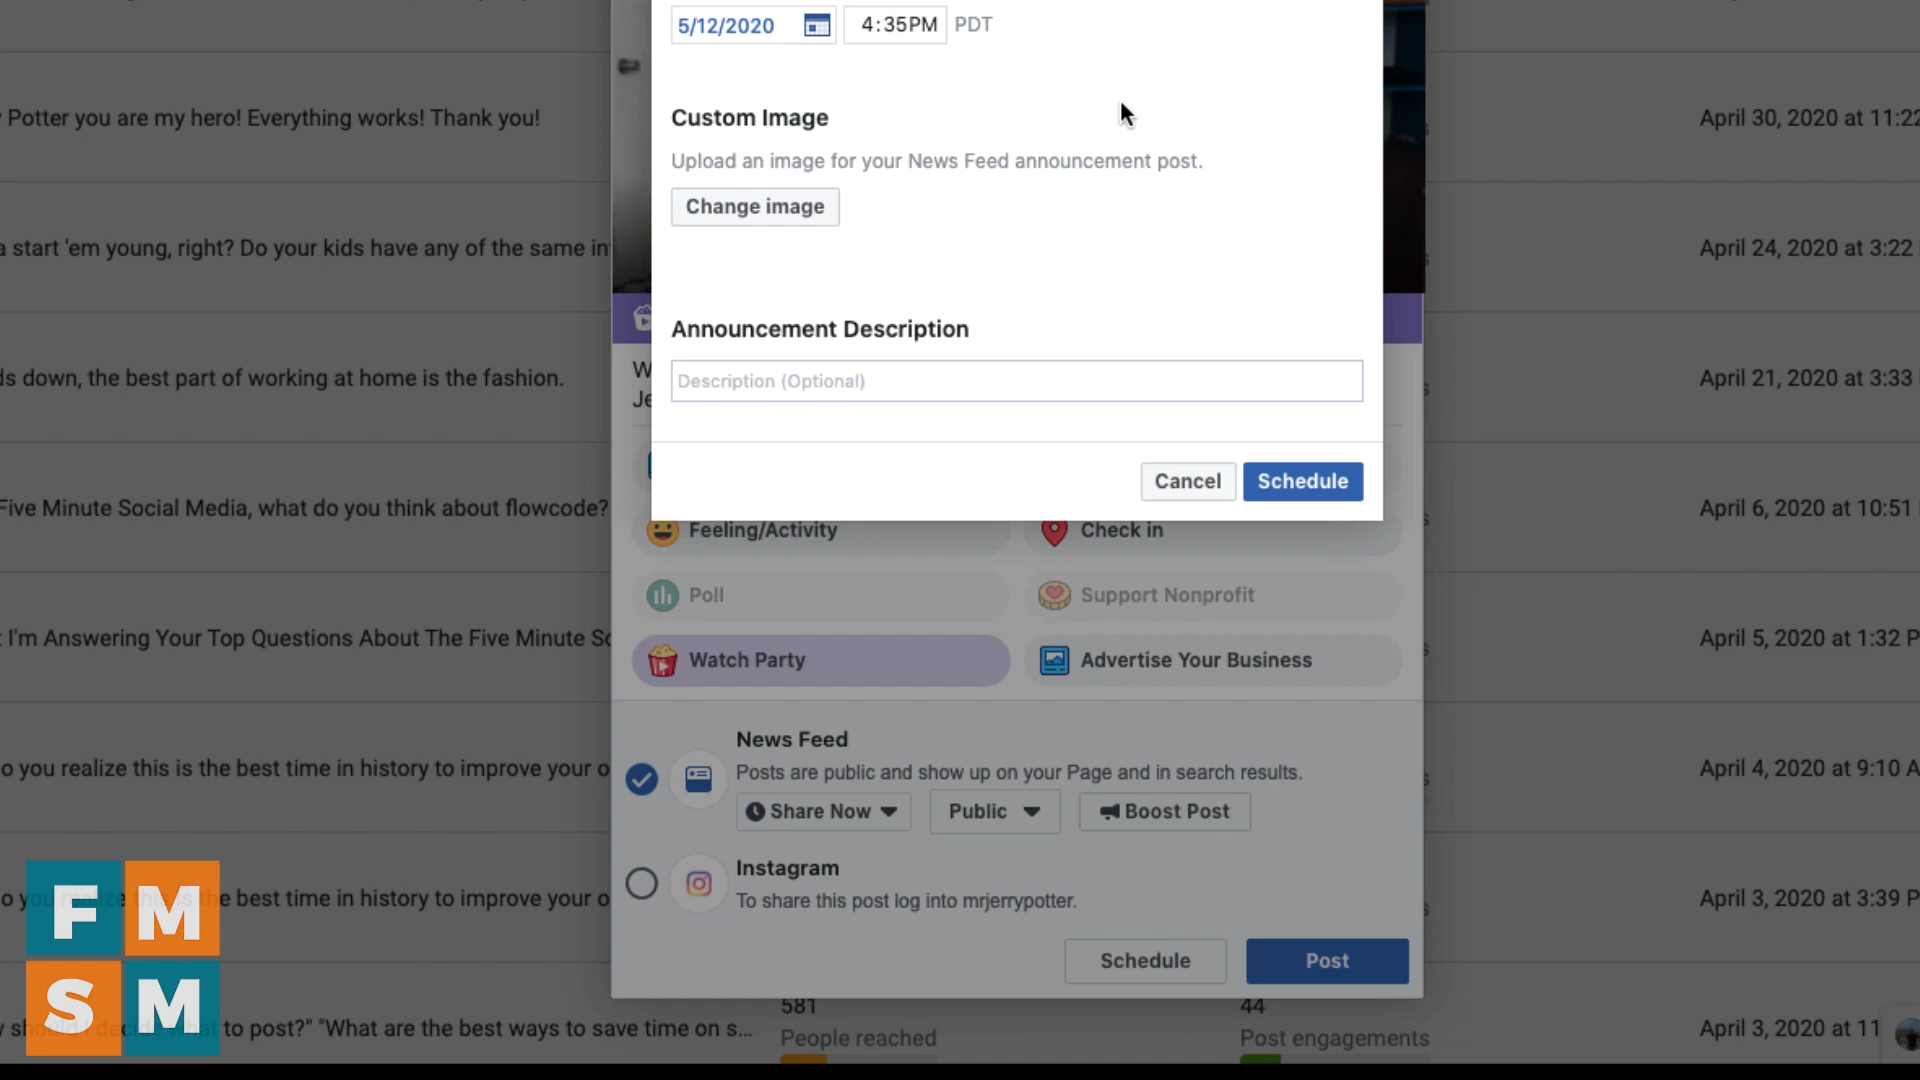 5/12/2020 4:35PM PDT
Potter you are my hero! Everything works! Thank you!
April 30, 2020 at 11:22
Custom Image
Upload an image for your News Feed announcement post.
Change image
a start 'em young, right? Do your kids have any of the same in
April 24, 2020 at 3:22
Announcement Description
Description (Optional)
ds down, the best part of working at home is the fashion.
April 21, 2020 at 3:33
W
Je
Cancel Schedule
Five Minute Social Media, what do you think about flowcode?
April 6, 2020 at 10:51
Feeling/Activity Check in
Poll Support Nonprofit
I'm Answering Your Top Questions About The Five Minute So
April 5, 2020 at 1:32 P
Watch Party Advertise Your Business
News Feed
Posts are public and show up on your Page and in search results.
Share Now Public Boost Post
o you realize this is the best time in history to improve your o
April 4, 2020 at 9:10 A
Instagram
To share this post log into mrjerrypotter.
o you realize this is the best time in history to improve your o
April 3, 2020 at 3:39 P
Schedule Post
FM
SM
should I decide what to post?" "What are the best ways to save time on s...
581
People reached
44
Post engagements
April 3, 2020 at 11